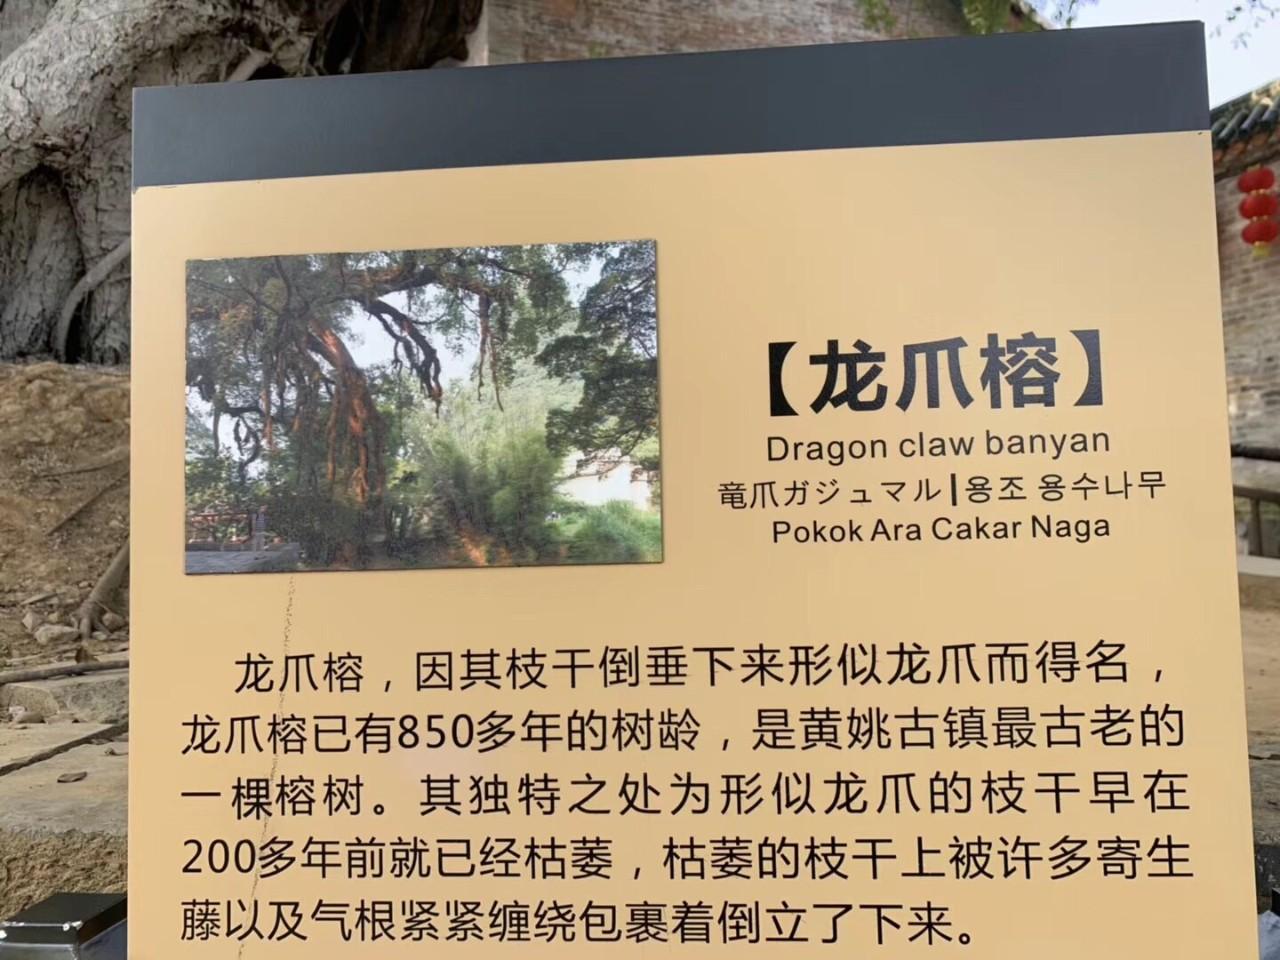 【龙爪榕】
Dragon claw banyan
竜爪ガジュマル|용조 용수나무
Pokok Ara Cakar Naga
龙爪榕，因其枝干倒垂下来形似龙爪而得名，
龙爪榕已有850多年的树龄，是黄姚古镇最古老的
一棵榕树。其独特之处为形似龙爪的枝干早在
200多年前就已经枯萎，枯萎的枝干上被许多寄生
藤以及气根紧紧缠绕包裹着倒立了下来。